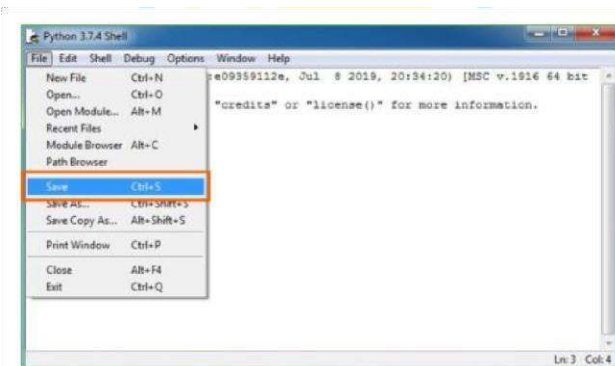 Python 3.7.4 Shell
File Edit Shell Debug Options Window Help
New File Ctrl+N
Open... Ctrl+O
Open Module... Alt+M
Recent Files
Module Browser Alt+C
Path Browser
Save Ctrl+S
Save As... Ctrl+Shift+S
Save Copy As... Alt+Shift+S
Print Window Ctrl+P
Close Alt+F4
Exit Ctrl+Q
:e09359112e, Jul 8 2019, 20:34:20) [MSC v.1916 64 bit
"credits" or "license()" for more information.
Ln: 3 Col: 4